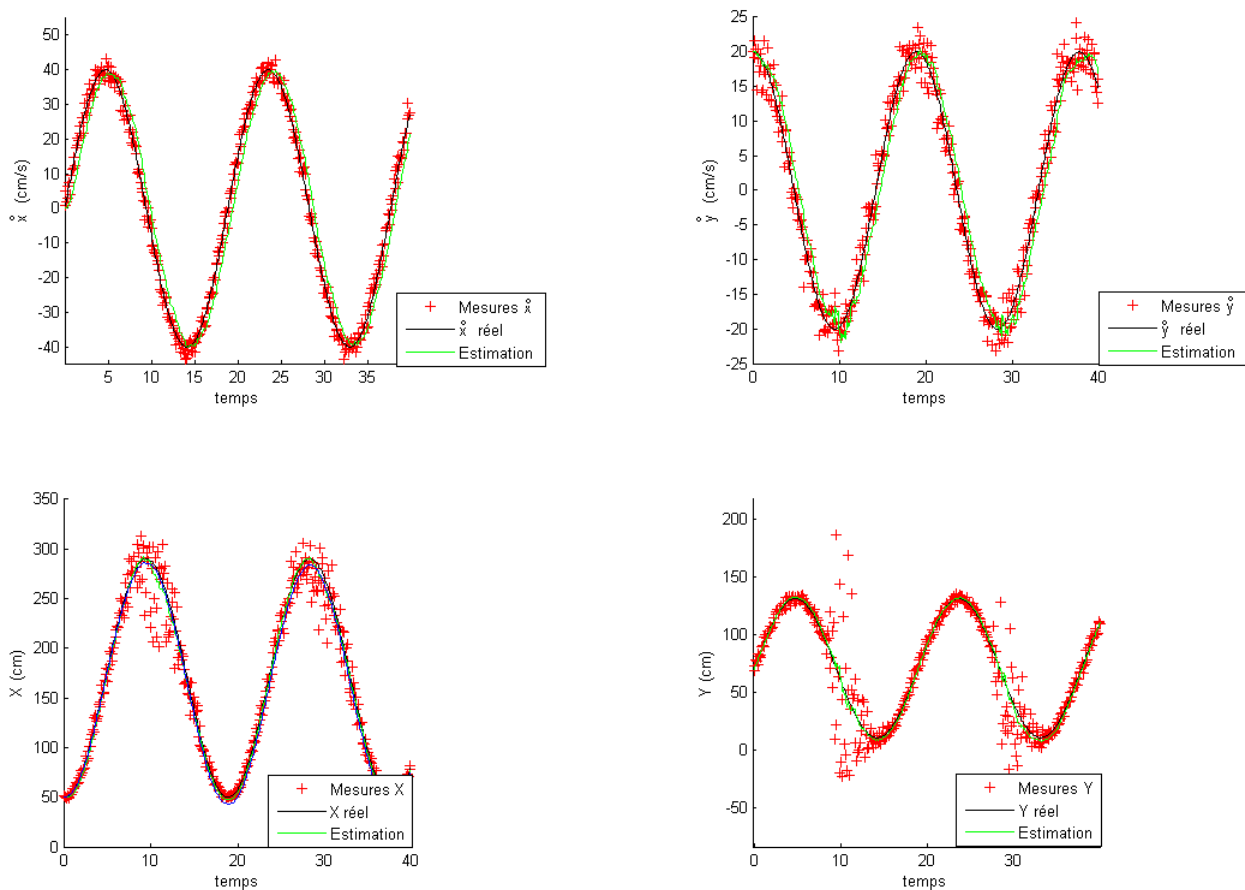 50
40
30
20
10
0
-10
-20
-30
-40
x̊ (cm/s)
5 10 15 20 25 30 35
temps
Mesures x̊
x̊ réel
Estimation
25
20
15
10
5
0
-5
-10
-15
-20
-25
ẙ (cm/s)
0 10 20 30 40
temps
Mesures ẙ
ẙ réel
Estimation
350
300
250
200
150
100
50
0
X (cm)
0 10 20 30 40
temps
Mesures X
X réel
Estimation
200
150
100
50
0
-50
Y (cm)
0 10 20 30
temps
Mesures Y
Y réel
Estimation